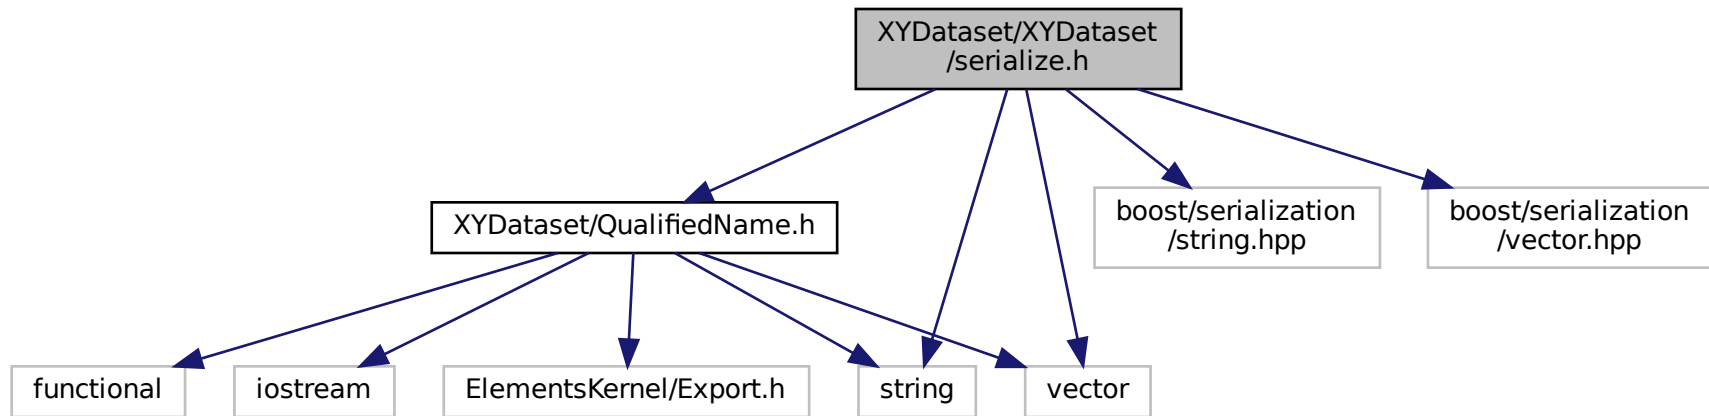 XYDataset/XYDataset
/serialize.h
XYDataset/QualifiedName.h
boost/serialization
/string.hpp
boost/serialization
/vector.hpp
functional
iostream
ElementsKernel/Export.h
string
vector